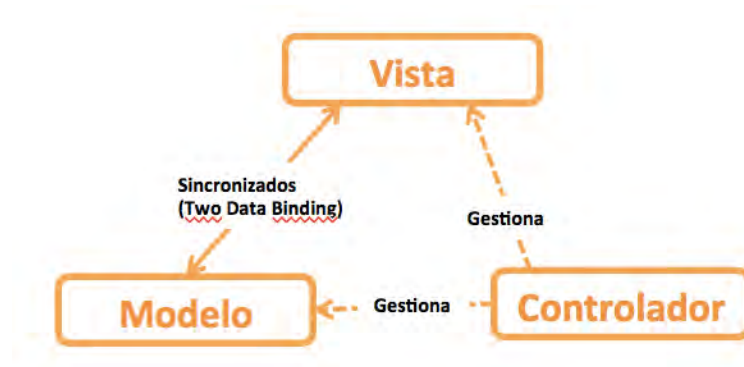 Vista
Sincronizados
(Two Data Binding)
Gestiona
Gestiona
Modelo
Controlador